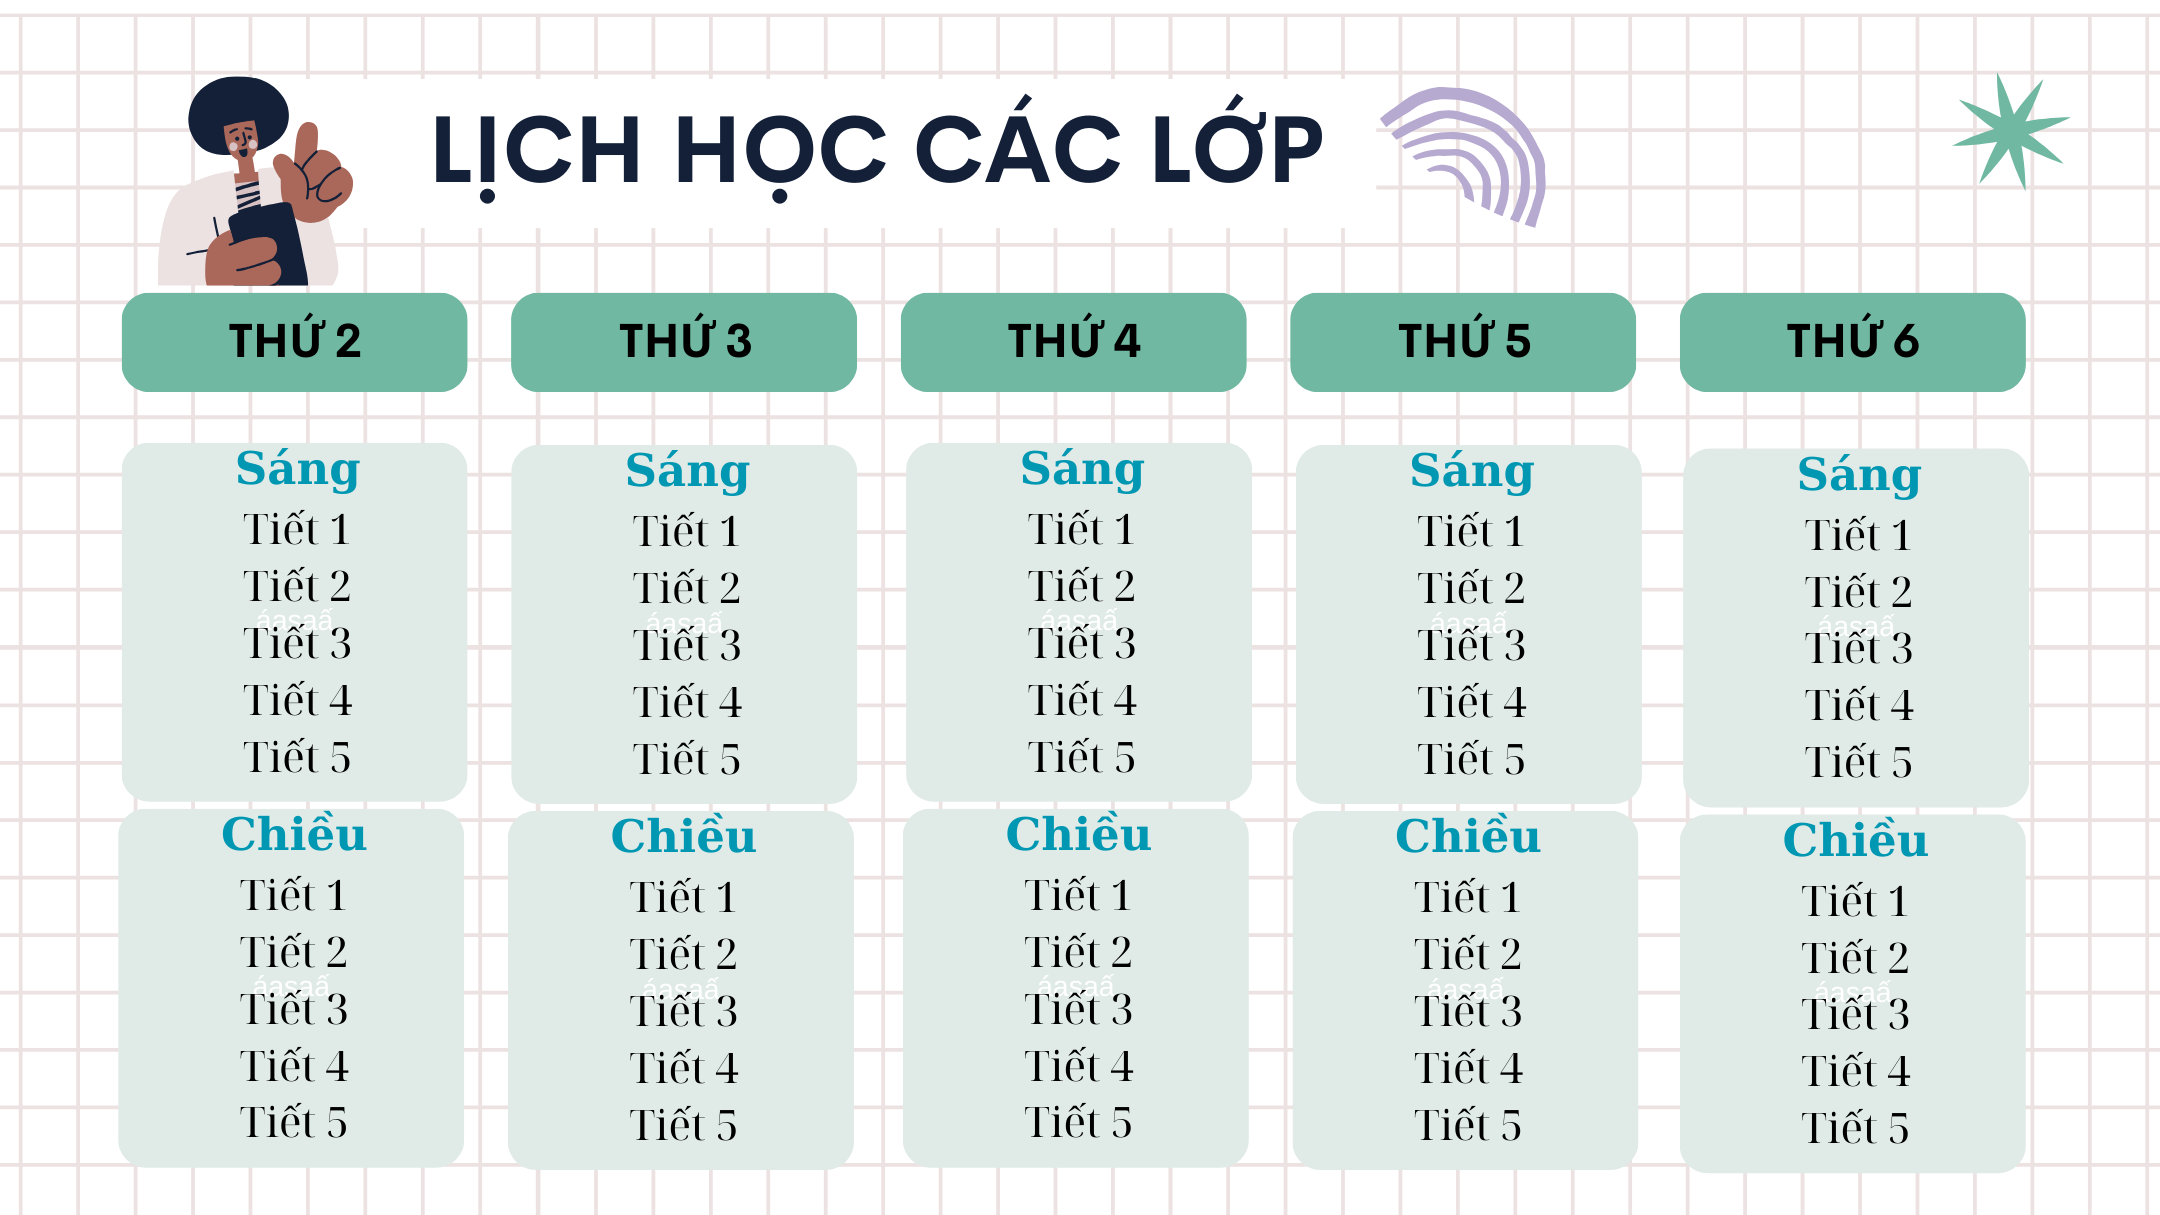 LỊCH HỌC CÁC LỚP
THỨ 2
THỨ 3
THỨ 4
THỨ 5
THỨ 6
Sáng
Tiết 1
Tiết 2
áasaã
Tiết 3
Tiết 4
Tiết 5
Sáng
Tiết 1
Tiết 2
áasaã
Tiết 3
Tiết 4
Tiết 5
Sáng
Tiết 1
Tiết 2
áasaã
Tiết 3
Tiết 4
Tiết 5
Sáng
Tiết 1
Tiết 2
áasaã
Tiết 3
Tiết 4
Tiết 5
Sáng
Tiết 1
Tiết 2
áasaã
Tiết 3
Tiết 4
Tiết 5
Chiều
Tiết 1
Tiết 2
áasaã
Tiết 3
Tiết 4
Tiết 5
Chiều
Tiết 1
Tiết 2
áasaã
Tiết 3
Tiết 4
Tiết 5
Chiều
Tiết 1
Tiết 2
áasaã
Tiết 3
Tiết 4
Tiết 5
Chiều
Tiết 1
Tiết 2
áasaã
Tiết 3
Tiết 4
Tiết 5
Chiều
Tiết 1
Tiết 2
áasaã
Tiết 3
Tiết 4
Tiết 5